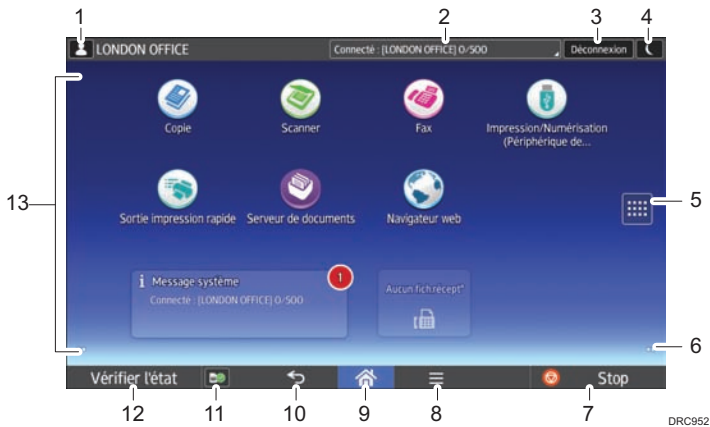 1 2 3 4
LONDON OFFICE Connecté : [LONDON OFFICE] 0/500 Déconnexion
Copie Scanner Fax Impression/Numérisation
(Périphérique de...
13 5
Sortie impression rapide Serveur de documents Navigateur web
i Message système 1
Connecté : [LONDON OFFICE] 0/500
Aucun fich récept°
6
Vérifier l'état Stop
12 11 10 9 8 7
DRC952